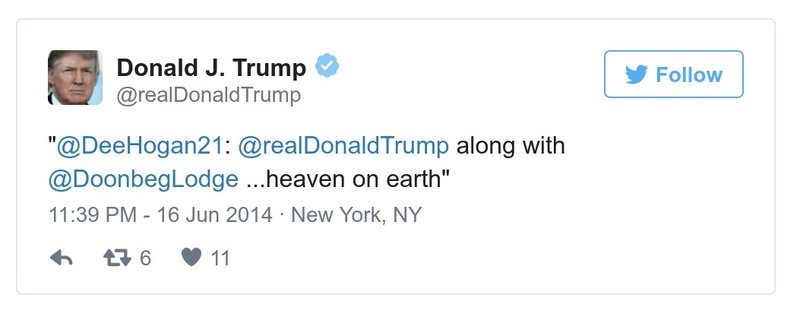 Donald J. Trump
@realDonaldTrump
Follow
"@DeeHogan21: @realDonaldTrump along with
@DoonbegLodge ...heaven on earth"
11:39 PM - 16 Jun 2014 · New York, NY
6 11